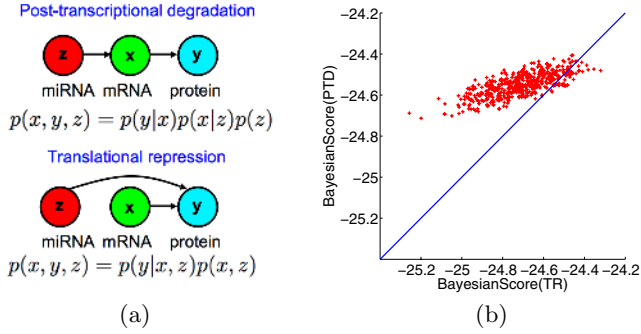 Post-transcriptional degradation
z x y
miRNA mRNA protein
p(x, y, z) = p(y|x)p(x|z)p(z)
Translational repression
z x y
miRNA mRNA protein
p(x, y, z) = p(y|x, z)p(x, z)
(a)
BayesianScore(PTD)
−24.2
−24.4
−24.6
−24.8
−25
−25.2
−25.2 −25 −24.8 −24.6 −24.4 −24.2
BayesianScore(TR)
(b)